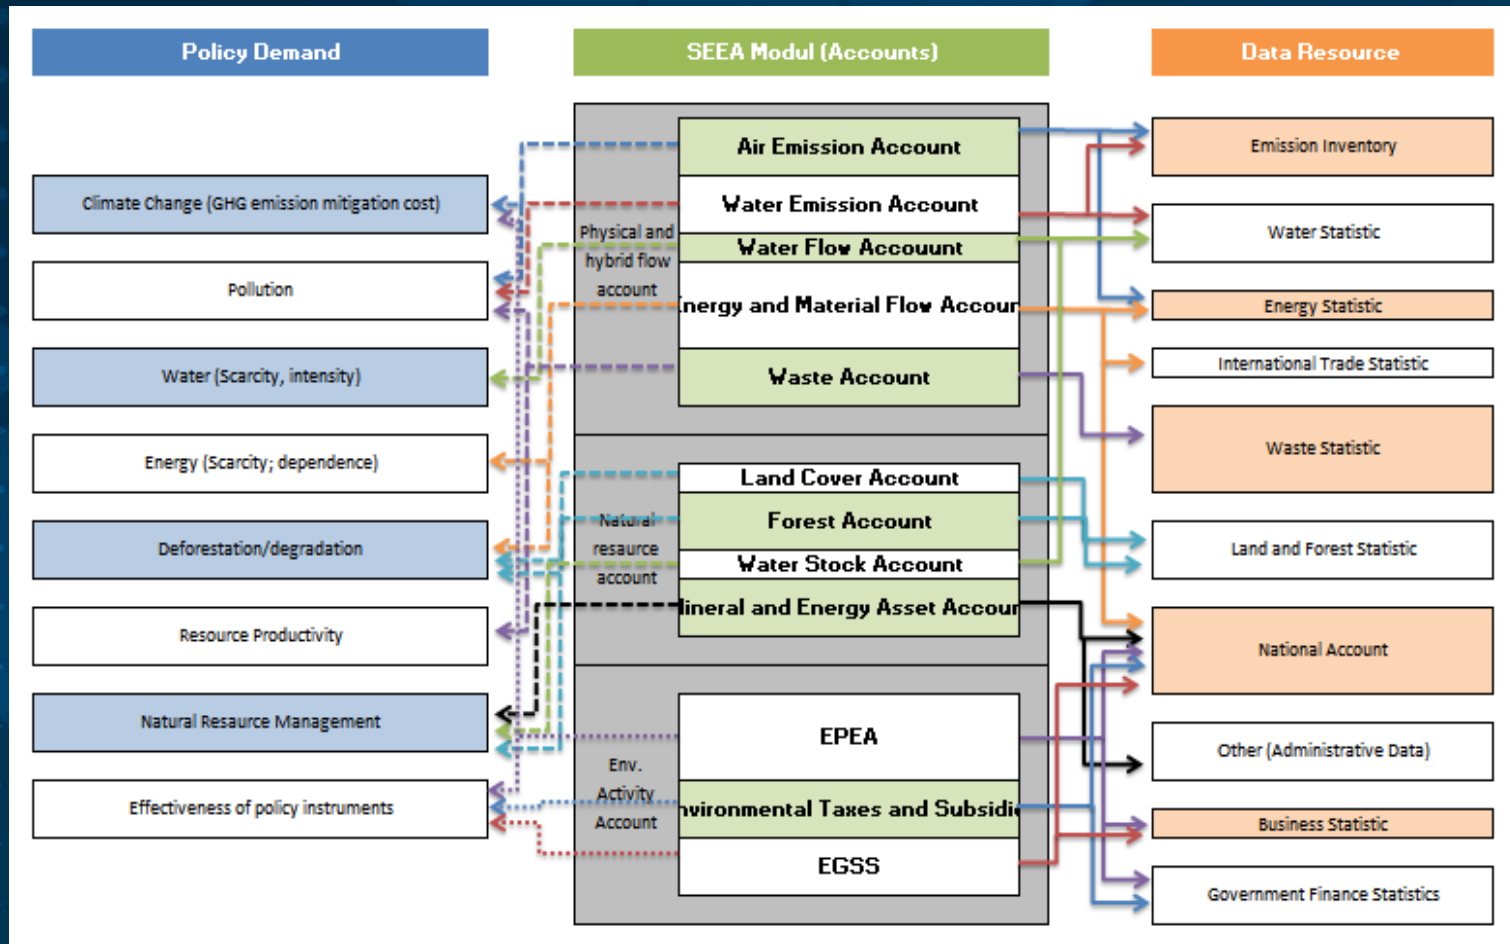 Policy Demand
SEEA Modul (Accounts)
Data Resource
Climate Change (GHG emission mitigation cost)
Pollution
Water (Scarcity, intensity)
Energy (Scarcity; dependence)
Deforestation/degradation
Resource Productivity
Natural Resaurce Management
Effectiveness of policy instruments
Physical and
hybrid flow
account
Air Emission Account
Water Emission Account
Water Flow Accouunt
nergy and Material Flow Accoun
Waste Account
Natural
resaurce
account
Land Cover Account
Forest Account
Water Stock Account
lineral and Energy Asset Accour
Env.
Activity
Account
EPEA
nvironmental Taxes and Subsidie
EGSS
Emission Inventory
Water Statistic
Energy Statistic
International Trade Statistic
Waste Statistic
Land and Forest Statistic
National Account
Other (Administrative Data)
Business Statistic
Government Finance Statistics